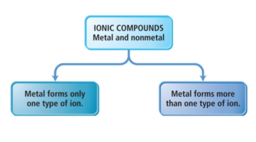 IONIC COMPOUNDS
Metal and nonmetal
Metal forms only
one type of ion.
Metal forms more
than one type of ion.